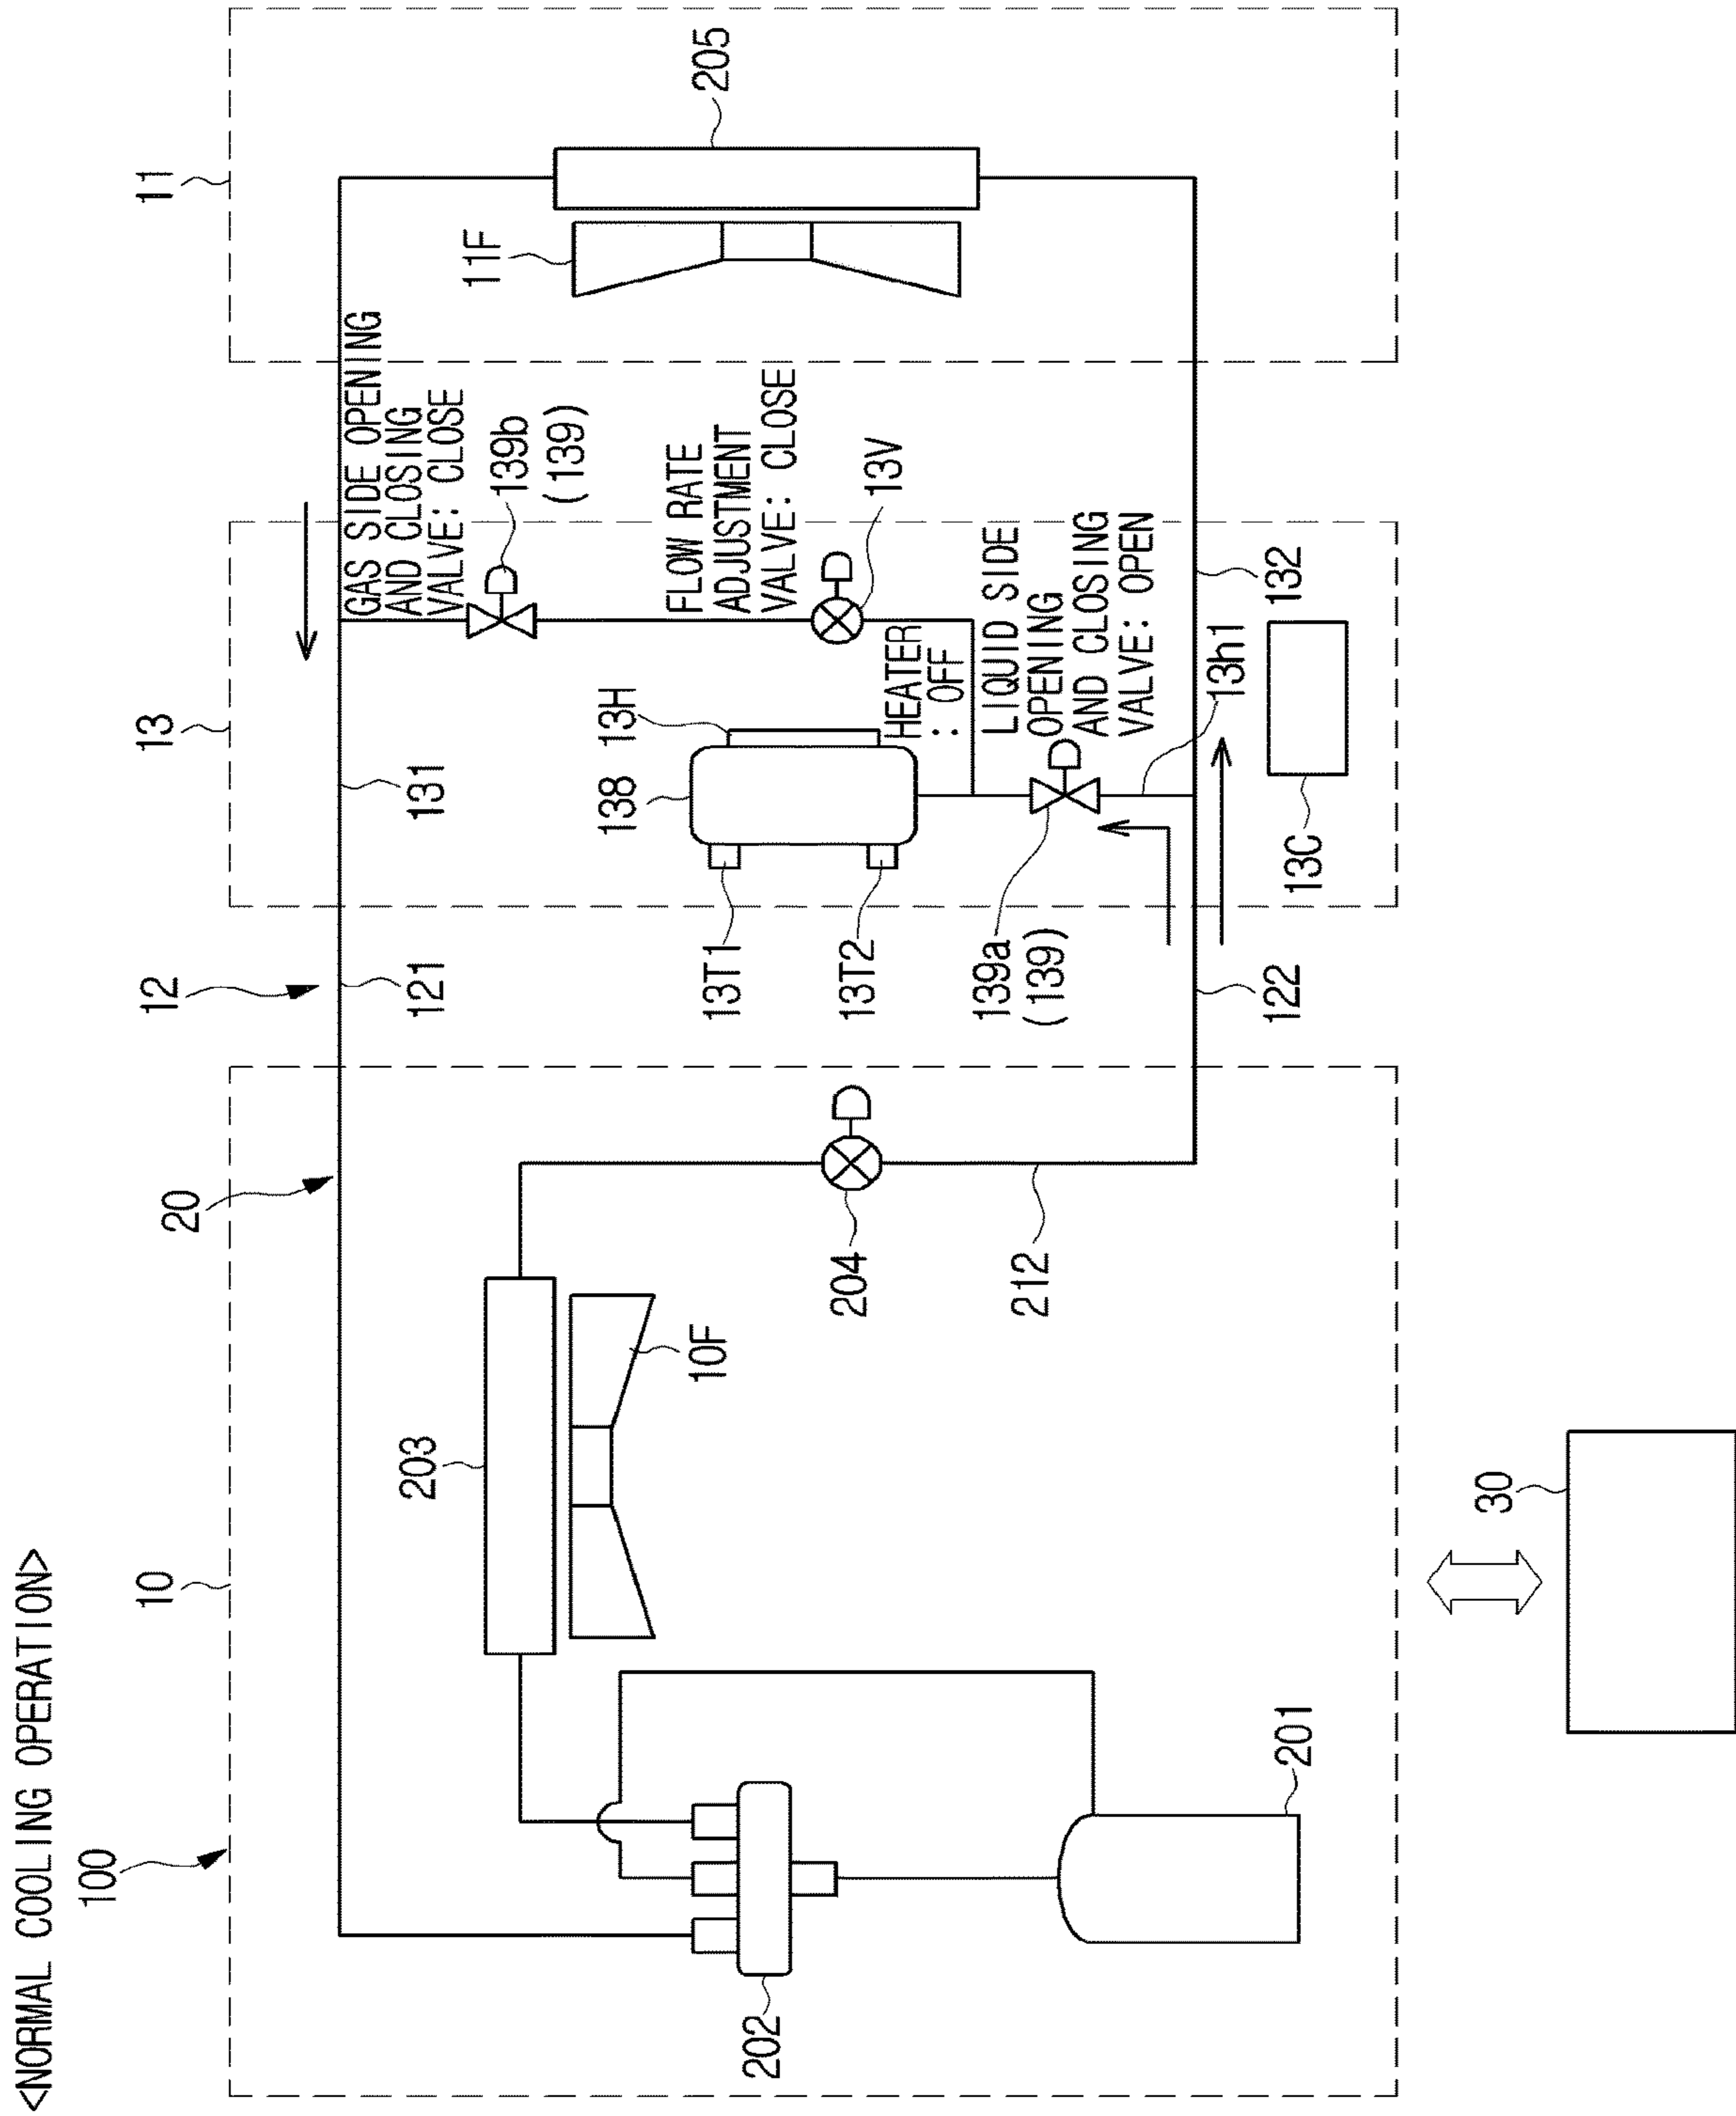 <NORMAL COOLING OPERATION>
100
10
20
12
13
11
203
10F
202
201
204
212
30
121
122
131
132
138
13H
13T1
13T2
139a
(139)
139b
(139)
13V
13h1
13C
11F
205
GAS SIDE OPENING
AND CLOSING
VALVE: CLOSE
FLOW RATE
ADJUSTMENT
VALVE: CLOSE
HEATER
: OFF
LIQUID SIDE
OPENING
AND CLOSING
VALVE: OPEN